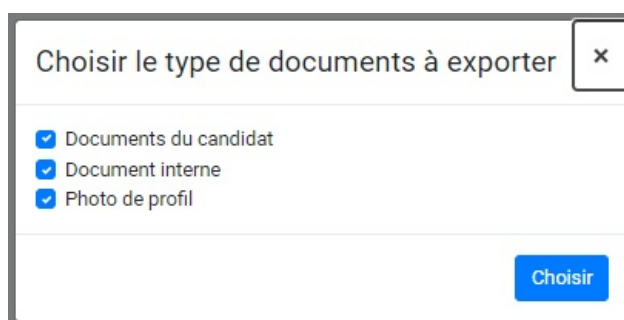 Choisir le type de documents à exporter ×
Documents du candidat
Document interne
Photo de profil
Choisir